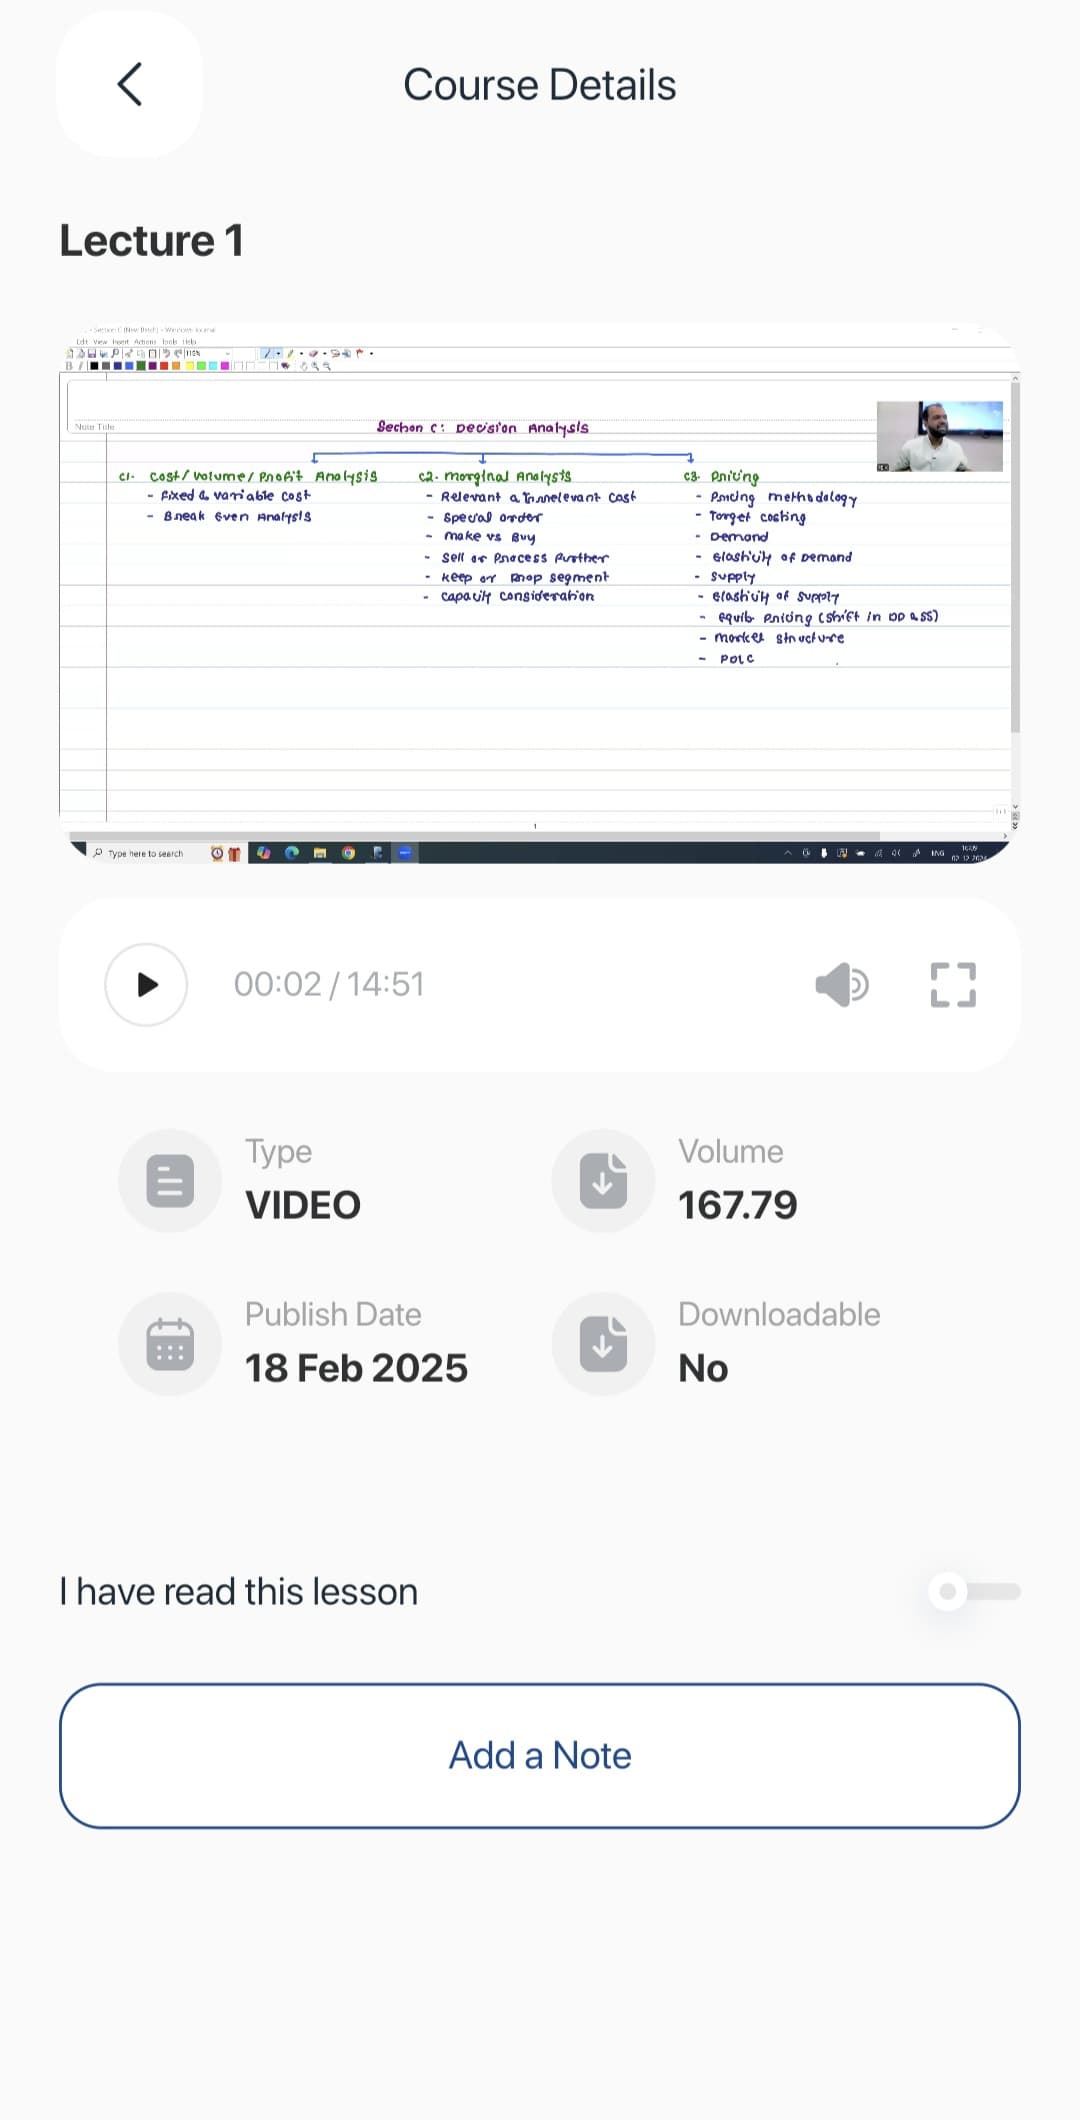 Course Details
Lecture 1
- Section C (New Batch) - Windows Journal
Edit View Insert Actions Tools Help
110%
B I
Note Title
Section C: Decision Analysis
C1- Cost/Volume/Profit Analysis
- Fixed & variable cost
- Break Even Analysis
C2- Marginal Analysis
- Relevant & Irrelevant Cost
- Special order
- Make vs Buy
- Sell or Process Further
- Keep or Drop segment
- capacity consideration
C3- Pricing
- Pricing methodology
- Target costing
- Demand
- Elasticity of Demand
- Supply
- Elasticity of Supply
- equib Pricing (shift in DD & SS)
- Market structure
- POLC
1
Type here to search
ENG
00:02 / 14:51
Type
VIDEO
Volume
167.79
Publish Date
18 Feb 2025
Downloadable
No
I have read this lesson
Add a Note